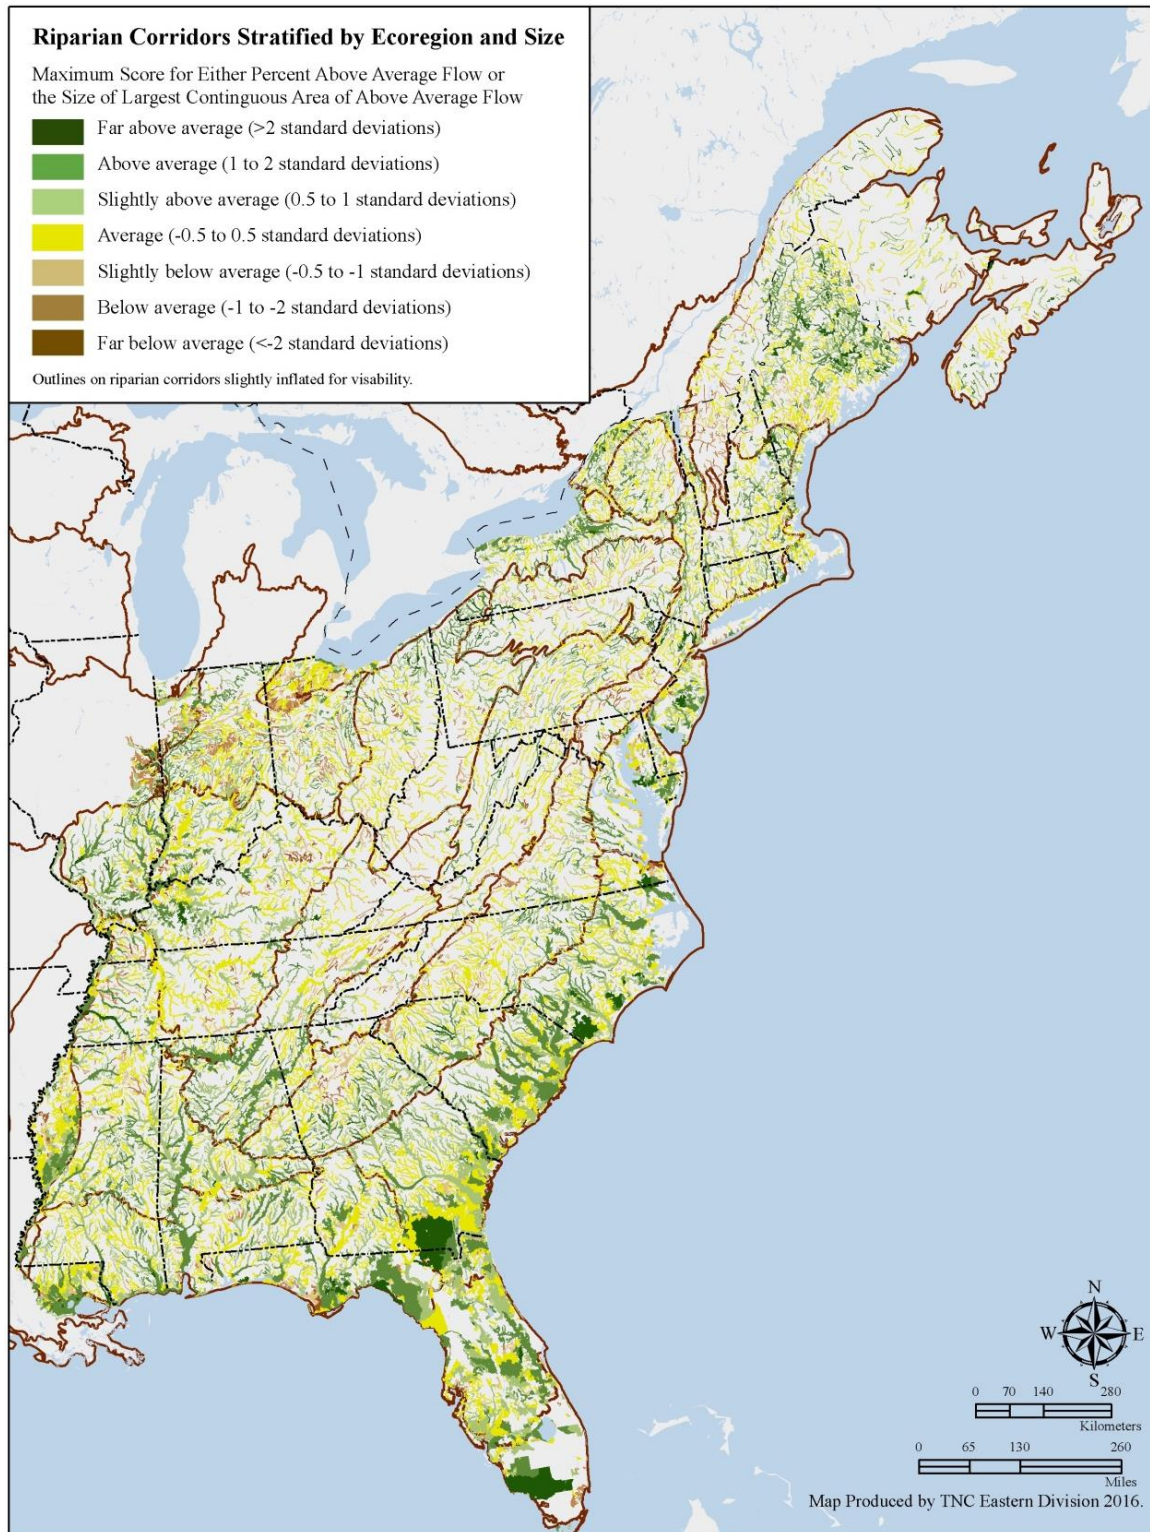 Riparian Corridors Stratified by Ecoregion and Size
Maximum Score for Either Percent Above Average Flow or
the Size of Largest Continguous Area of Above Average Flow
Far above average (>2 standard deviations)
Above average (1 to 2 standard deviations)
Slightly above average (0.5 to 1 standard deviations)
Average (-0.5 to 0.5 standard deviations)
Slightly below average (-0.5 to -1 standard deviations)
Below average (-1 to -2 standard deviations)
Far below average (<-2 standard deviations)
Outlines on riparian corridors slightly inflated for visability.
N
W E
S
0 70 140 280
Kilometers
0 65 130 260
Miles
Map Produced by TNC Eastern Division 2016.